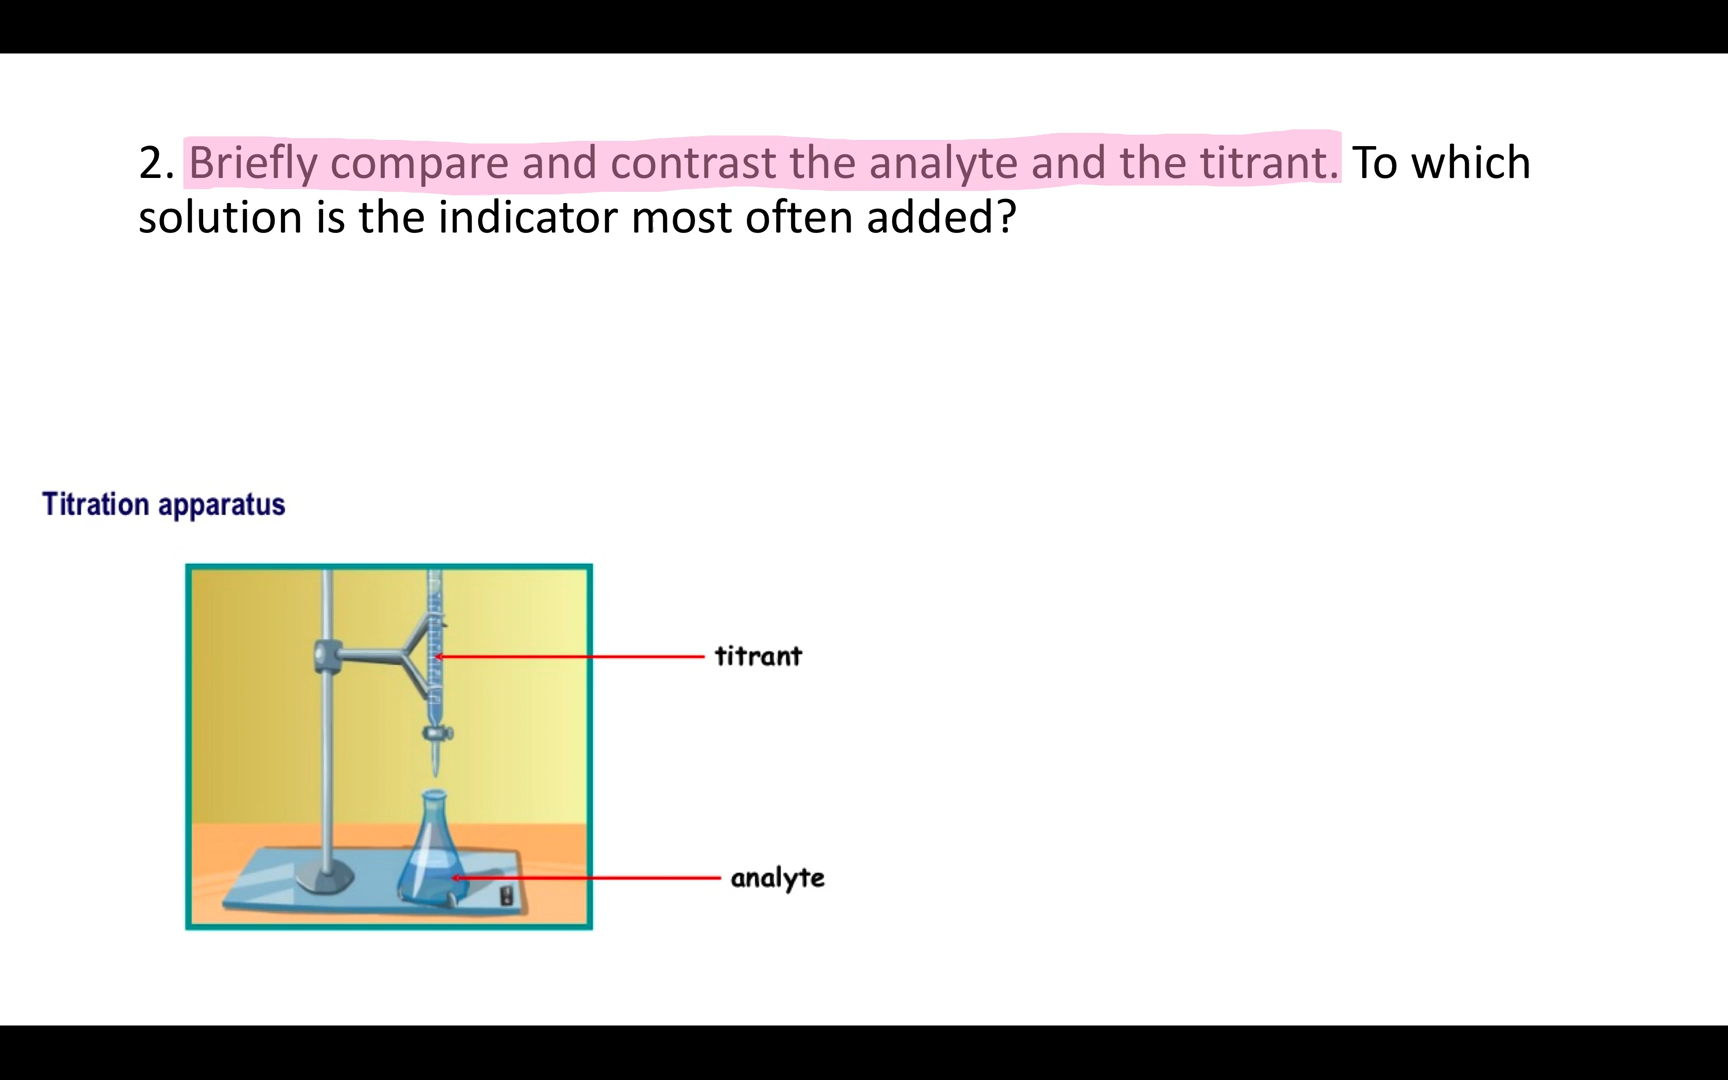 2. Briefly compare and contrast the analyte and the titrant. To which
solution is the indicator most often added?
Titration apparatus
titrant
analyte